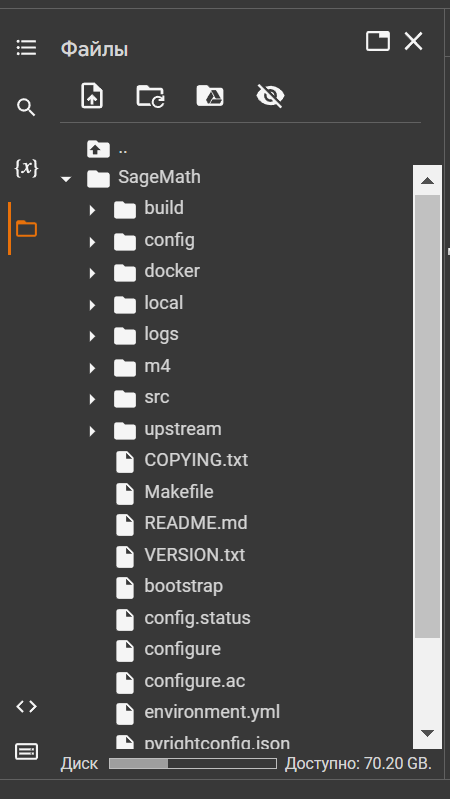 Файлы
{x}
..
SageMath
build
config
docker
local
logs
m4
src
upstream
COPYING.txt
Makefile
README.md
VERSION.txt
bootstrap
config.status
configure
configure.ac
environment.yml
pyrightconfig.json
Диск Доступно: 70.20 GB.